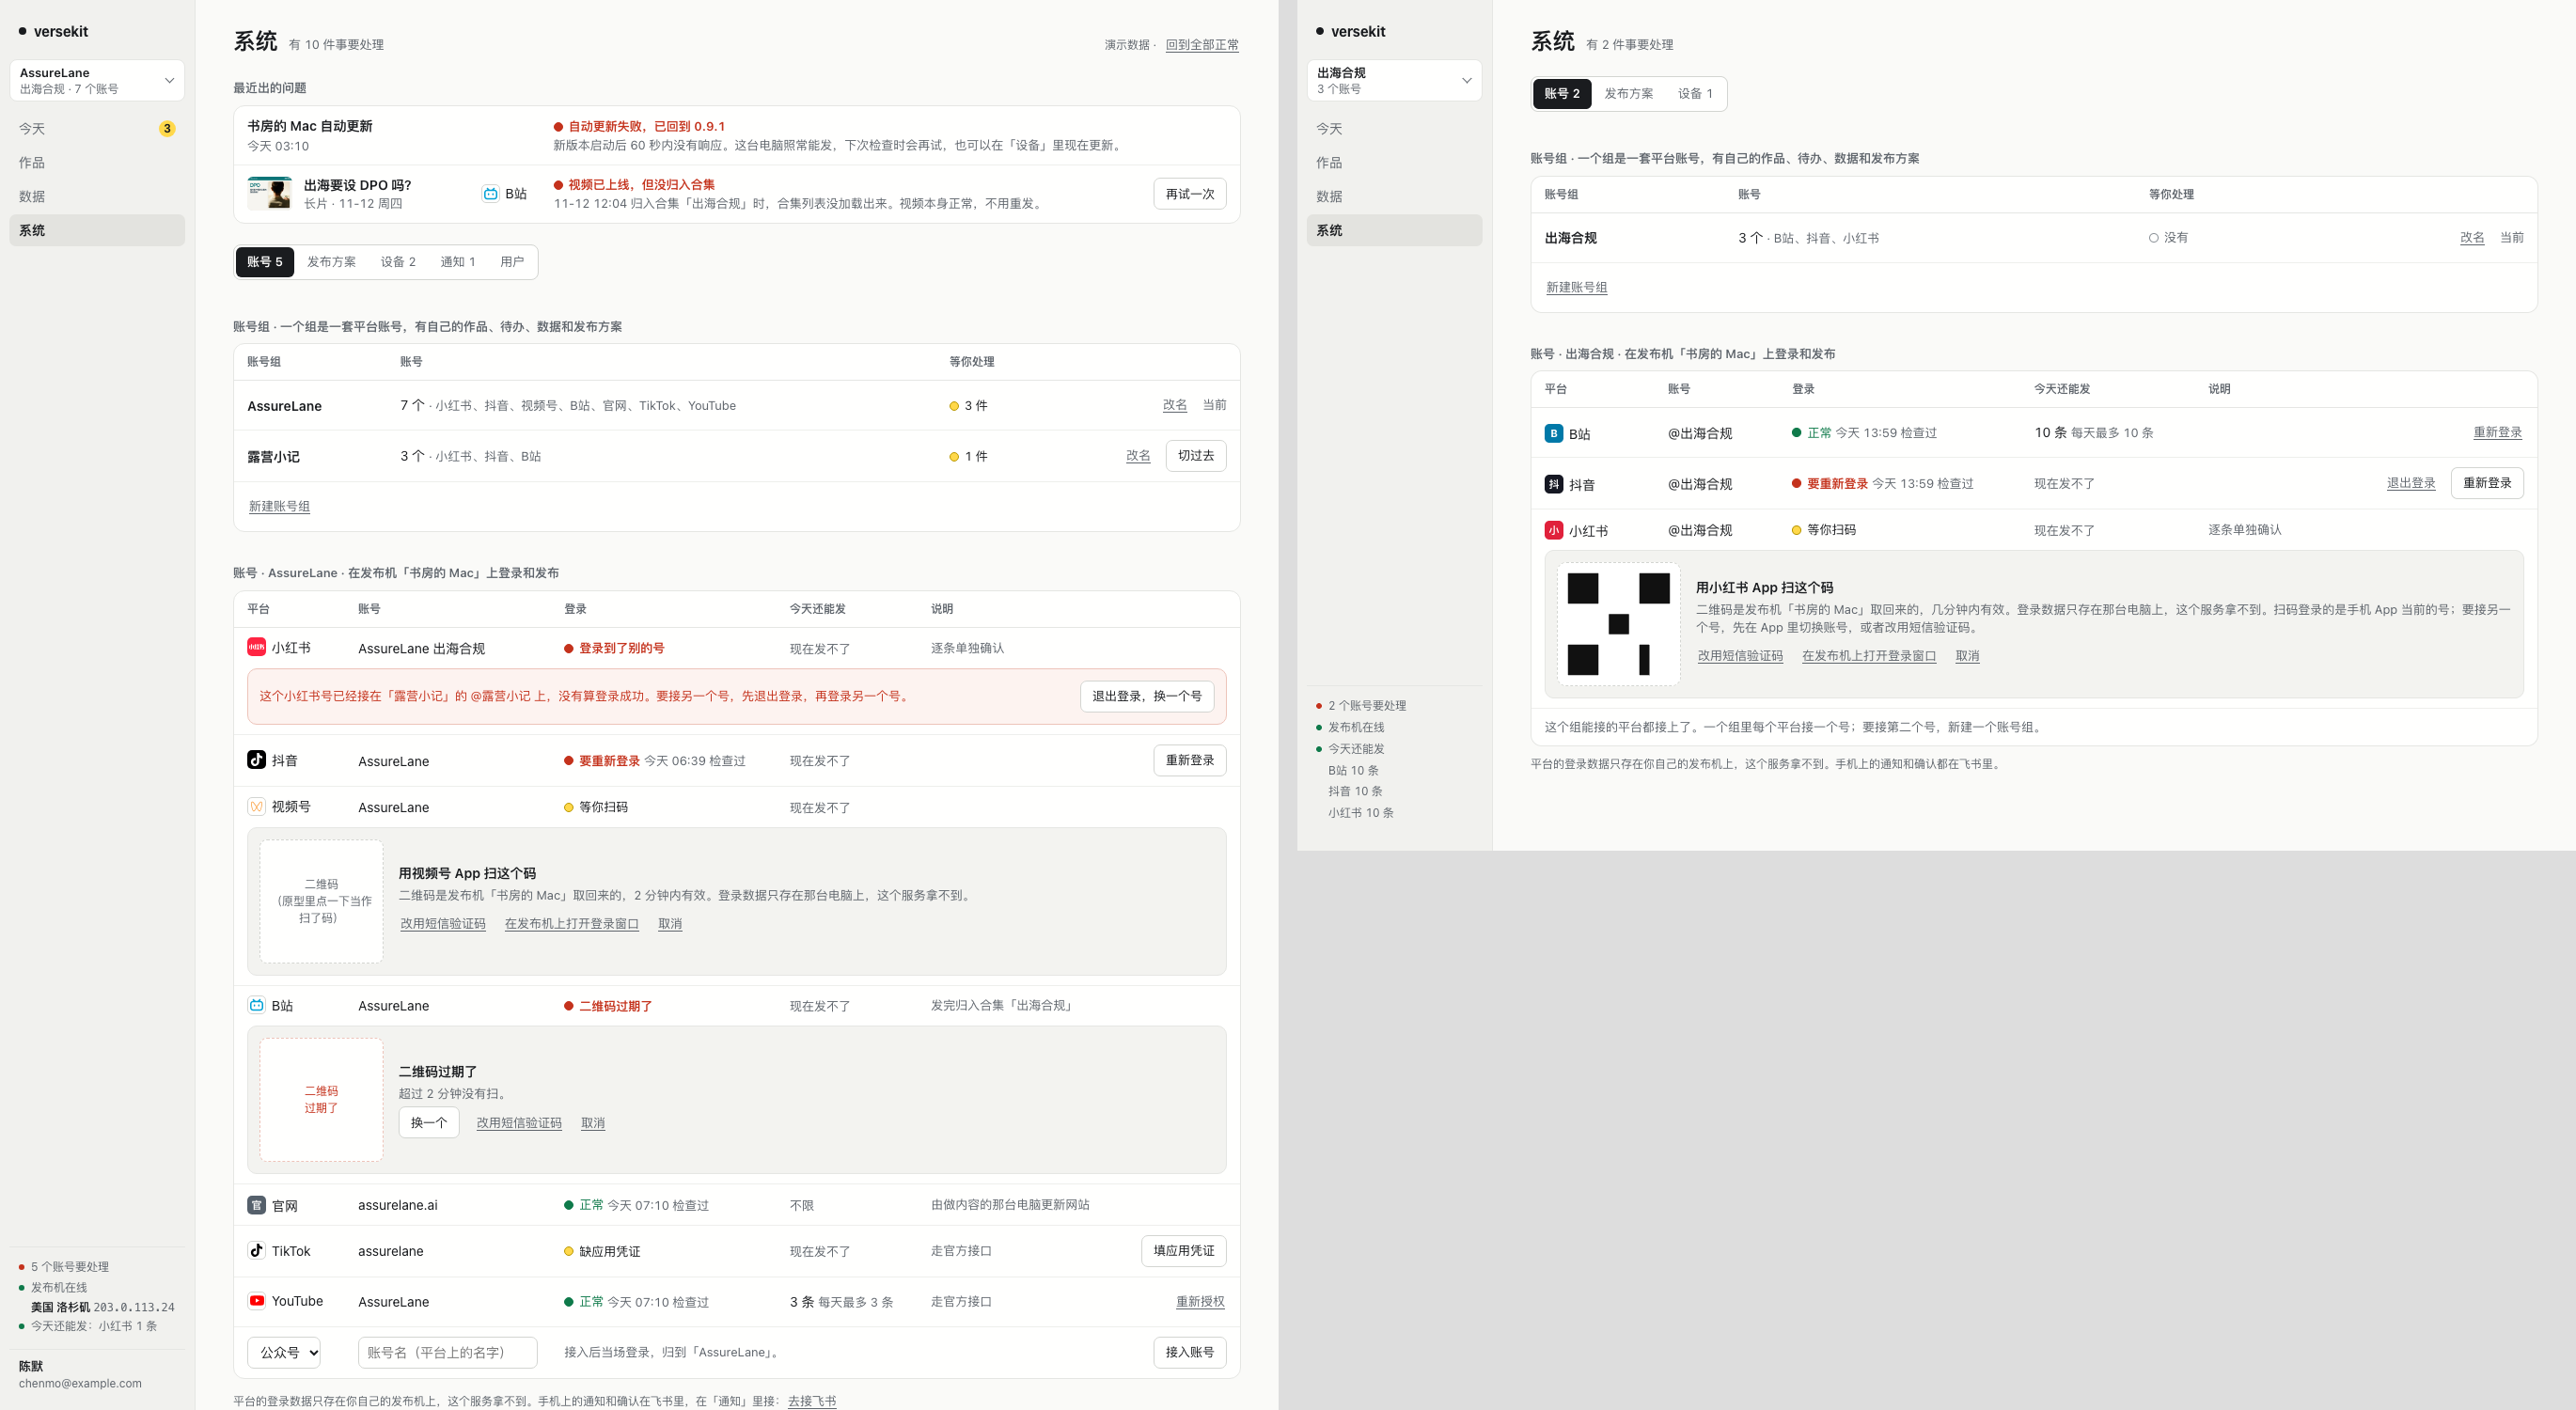 versekit
AssureLane
出海合规 · 7 个账号
今天 3
作品
数据
系统
5 个账号要处理
发布机在线
美国 洛杉矶 203.0.113.24
今天还能发：小红书 1 条
陈默
chenmo@example.com
系统 有 10 件事要处理
演示数据 · 回到全部正常
最近出的问题
书房的 Mac 自动更新
今天 03:10
自动更新失败，已回到 0.9.1
新版本启动后 60 秒内没有响应。这台电脑照常能发，下次检查时会再试，也可以在「设备」里现在更新。
出海要设 DPO 吗？
长片 · 11-12 周四
B站
视频已上线，但没归入合集
11-12 12:04 归入合集「出海合规」时，合集列表没加载出来。视频本身正常，不用重发。
再试一次
账号 5 发布方案 设备 2 通知 1 用户
账号组 · 一个组是一套平台账号，有自己的作品、待办、数据和发布方案
账号组 账号 等你处理
AssureLane 7 个 · 小红书、抖音、视频号、B站、官网、TikTok、YouTube 3 件 改名 当前
露营小记 3 个 · 小红书、抖音、B站 1 件 改名 切过去
新建账号组
账号 · AssureLane · 在发布机「书房的 Mac」上登录和发布
平台 账号 登录 今天还能发 说明
小红书 小红书 AssureLane 出海合规 登录到了别的号 现在发不了 逐条单独确认
这个小红书号已经接在「露营小记」的 @露营小记 上，没有算登录成功。要接另一个号，先退出登录，再登录另一个号。 退出登录，换一个号
抖音 AssureLane 要重新登录 今天 06:39 检查过 现在发不了 重新登录
视频号 AssureLane 等你扫码 现在发不了
二维码
（原型里点一下当作
扫了码）
用视频号 App 扫这个码
二维码是发布机「书房的 Mac」取回来的，2 分钟内有效。登录数据只存在那台电脑上，这个服务拿不到。
改用短信验证码 在发布机上打开登录窗口 取消
B站 AssureLane 二维码过期了 现在发不了 发完归入合集「出海合规」
二维码
过期了
二维码过期了
超过 2 分钟没有扫。
换一个 改用短信验证码 取消
官 官网 assurelane.ai 正常 今天 07:10 检查过 不限 由做内容的那台电脑更新网站
TikTok assurelane 缺应用凭证 现在发不了 走官方接口 填应用凭证
YouTube AssureLane 正常 今天 07:10 检查过 3 条 每天最多 3 条 走官方接口 重新授权
公众号 账号名（平台上的名字） 接入后当场登录，归到「AssureLane」。 接入账号
平台的登录数据只存在你自己的发布机上，这个服务拿不到。手机上的通知和确认在飞书里，在「通知」里接： 去接飞书
versekit
出海合规
3 个账号
今天
作品
数据
系统
2 个账号要处理
发布机在线
今天还能发
B站 10 条
抖音 10 条
小红书 10 条
系统 有 2 件事要处理
账号 2 发布方案 设备 1
账号组 · 一个组是一套平台账号，有自己的作品、待办、数据和发布方案
账号组 账号 等你处理
出海合规 3 个 · B站、抖音、小红书 没有 改名 当前
新建账号组
账号 · 出海合规 · 在发布机「书房的 Mac」上登录和发布
平台 账号 登录 今天还能发 说明
B B站 @出海合规 正常 今天 13:59 检查过 10 条 每天最多 10 条 重新登录
抖 抖音 @出海合规 要重新登录 今天 13:59 检查过 现在发不了 退出登录 重新登录
小 小红书 @出海合规 等你扫码 现在发不了 逐条单独确认
用小红书 App 扫这个码
二维码是发布机「书房的 Mac」取回来的，几分钟内有效。登录数据只存在那台电脑上，这个服务拿不到。扫码登录的是手机 App 当前的号；要接另一
个号，先在 App 里切换账号，或者改用短信验证码。
改用短信验证码 在发布机上打开登录窗口 取消
这个组能接的平台都接上了。一个组里每个平台接一个号；要接第二个号，新建一个账号组。
平台的登录数据只存在你自己的发布机上，这个服务拿不到。手机上的通知和确认都在飞书里。